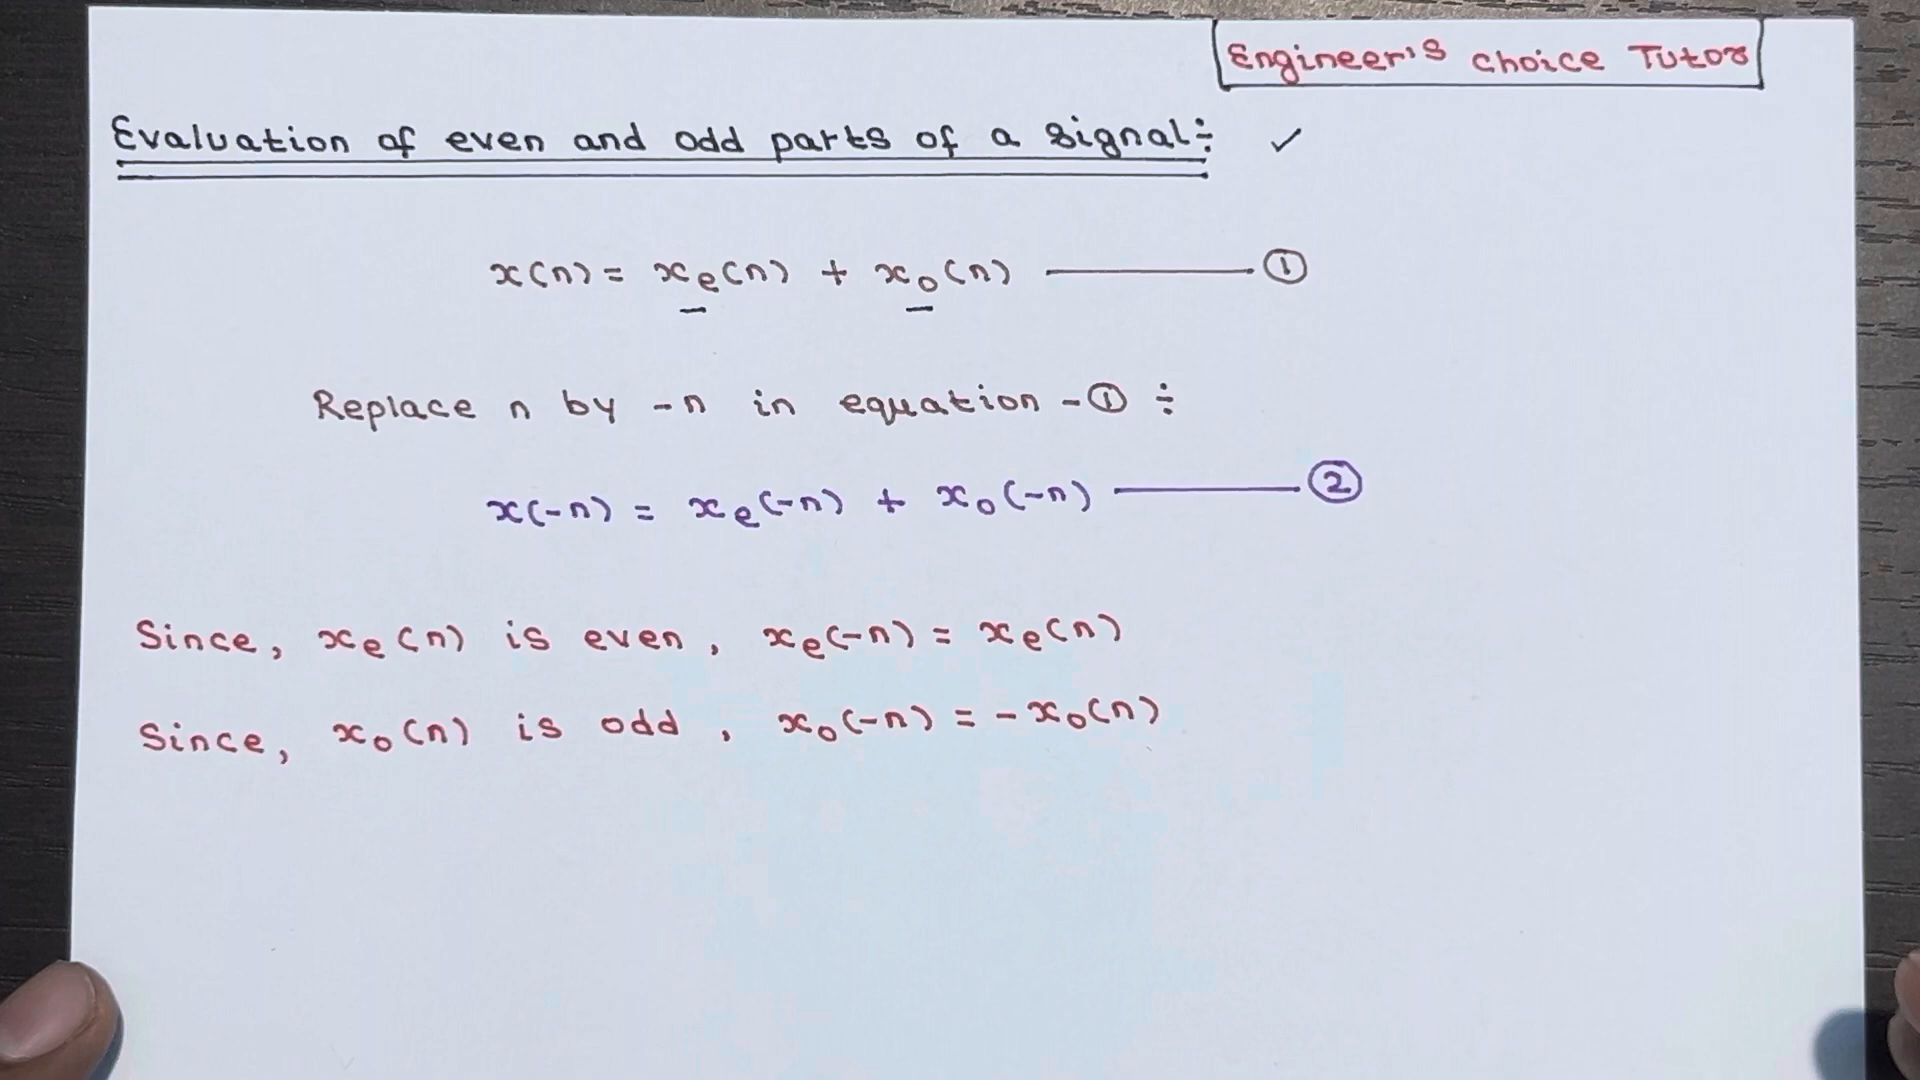 Engineer's choice Tutor
Evaluation of even and odd parts of a signal÷ ✓
x(n) = xₑ(n) + xₒ(n) ——— ①
Replace n by -n in equation -① ÷
x(-n) = xₑ(-n) + xₒ(-n) ——— ②
Since, xₑ(n) is even, xₑ(-n) = xₑ(n)
Since, xₒ(n) is odd, xₒ(-n) = -xₒ(n)